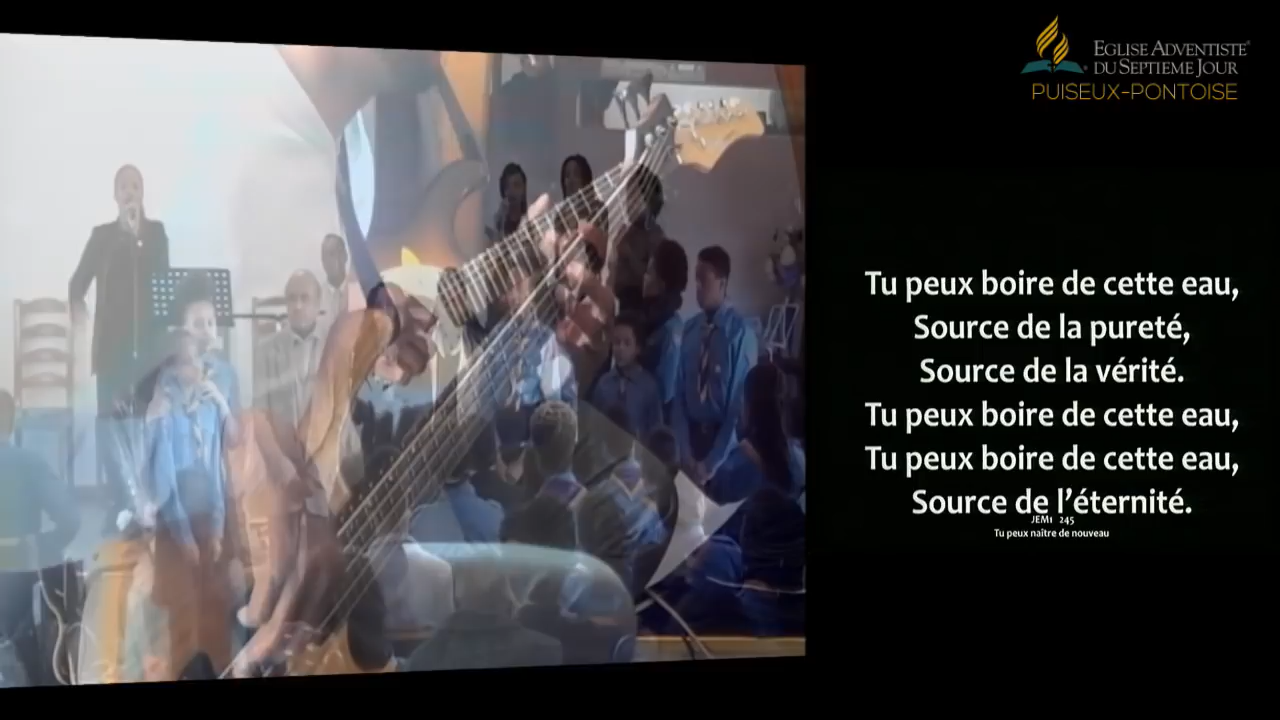 EGLISE ADVENTISTE
DU SEPTIEME JOUR
PUISEUX-PONTOISE
Tu peux boire de cette eau,
Source de la pureté,
Source de la vérité.
Tu peux boire de cette eau,
Tu peux boire de cette eau,
Source de l’éternité.
JEM1 245
Tu peux naître de nouveau